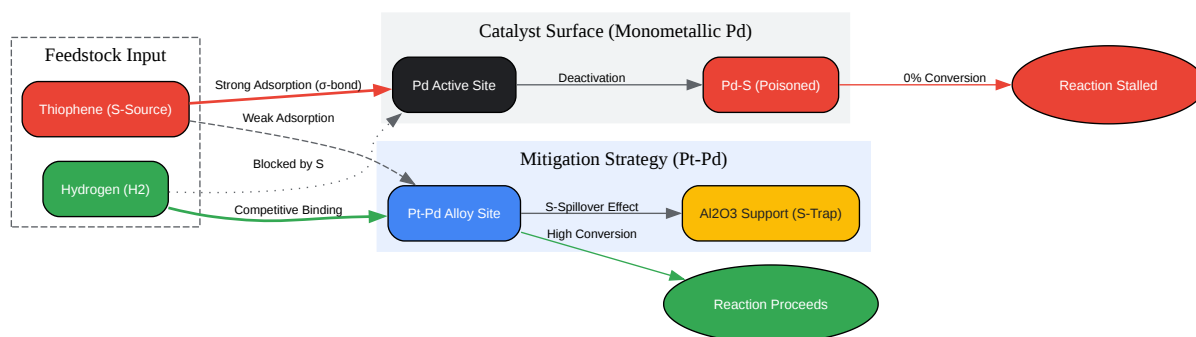 Catalyst Surface (Monometallic Pd)
Feedstock Input
Thiophene (S-Source)
Strong Adsorption (σ-bond)
Pd Active Site
Deactivation
Pd-S (Poisoned)
0% Conversion
Reaction Stalled
Weak Adsorption
Blocked by S
Mitigation Strategy (Pt-Pd)
Hydrogen (H2)
Competitive Binding
Pt-Pd Alloy Site
S-Spillover Effect
Al2O3 Support (S-Trap)
High Conversion
Reaction Proceeds